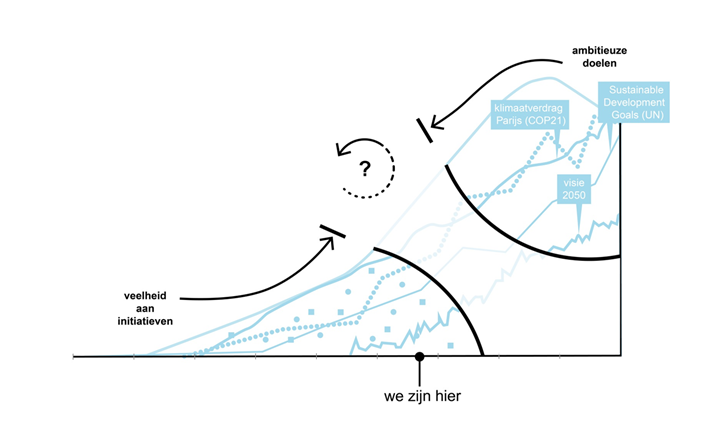 ambitieuze
doelen
klimaatverdrag
Parijs (COP21)
Sustainable
Development
Goals (UN)
?
visie
2050
veelheid
aan
initiatieven
we zijn hier